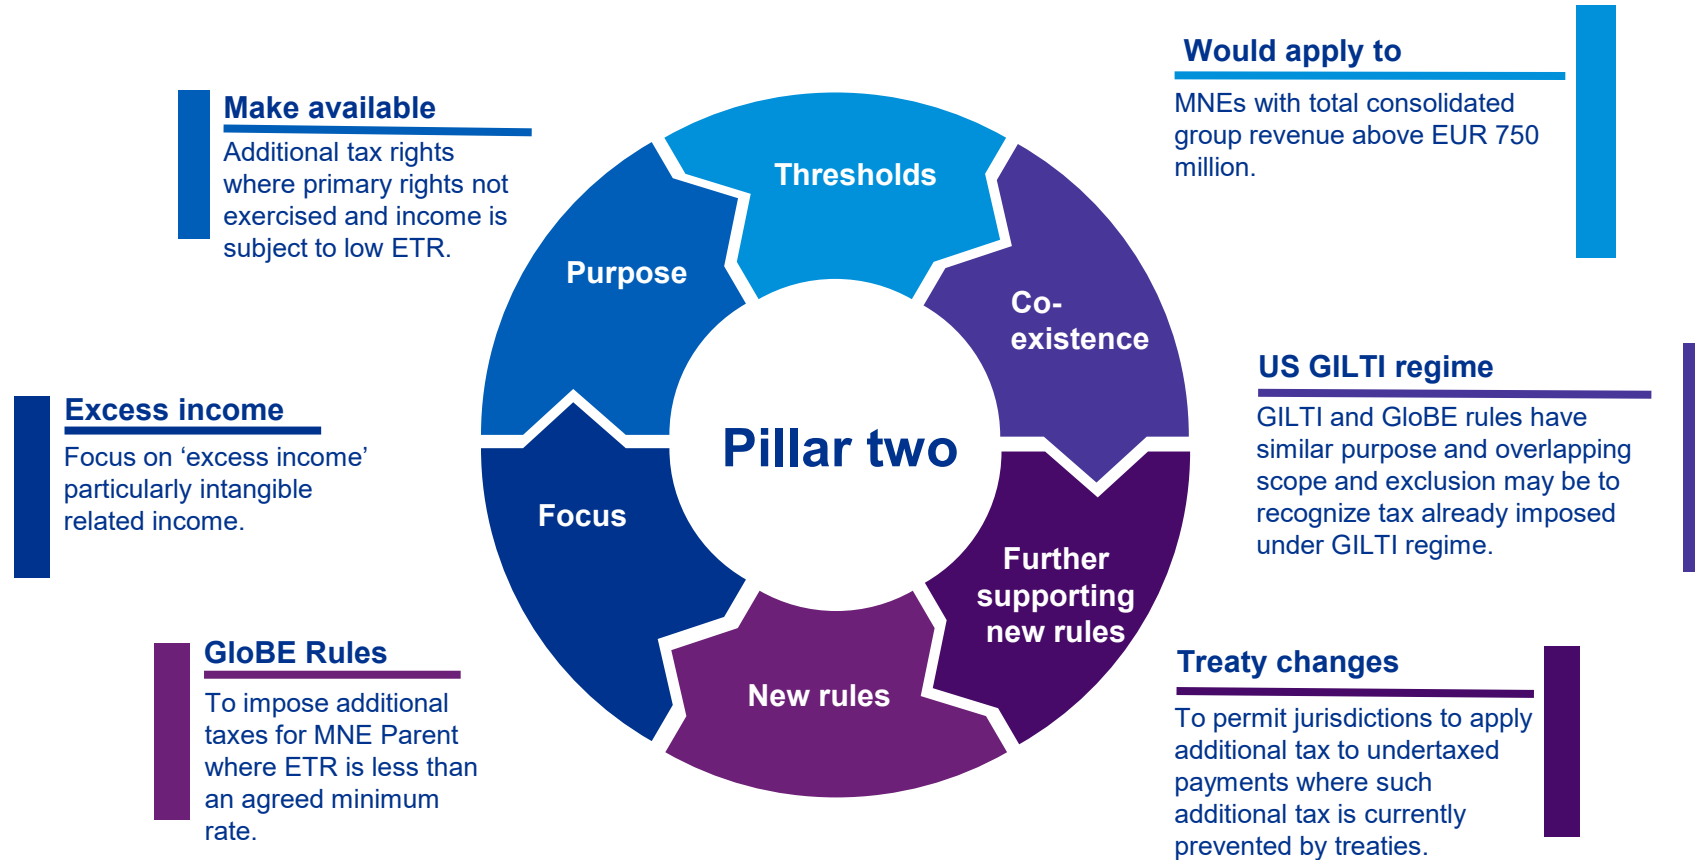 Would apply to
MNEs with total consolidated
group revenue above EUR 750
million.
Make available
Additional tax rights
where primary rights not
exercised and income is
subject to low ETR.
Thresholds
Purpose
Co-
existence
US GILTI regime
GILTI and GloBE rules have
similar purpose and overlapping
scope and exclusion may be to
recognize tax already imposed
under GILTI regime.
Excess income
Focus on ‘excess income’
particularly intangible
related income.
Pillar two
Focus
Further
supporting
new rules
New rules
GloBE Rules
To impose additional
taxes for MNE Parent
where ETR is less than
an agreed minimum
rate.
Treaty changes
To permit jurisdictions to apply
additional tax to undertaxed
payments where such
additional tax is currently
prevented by treaties.